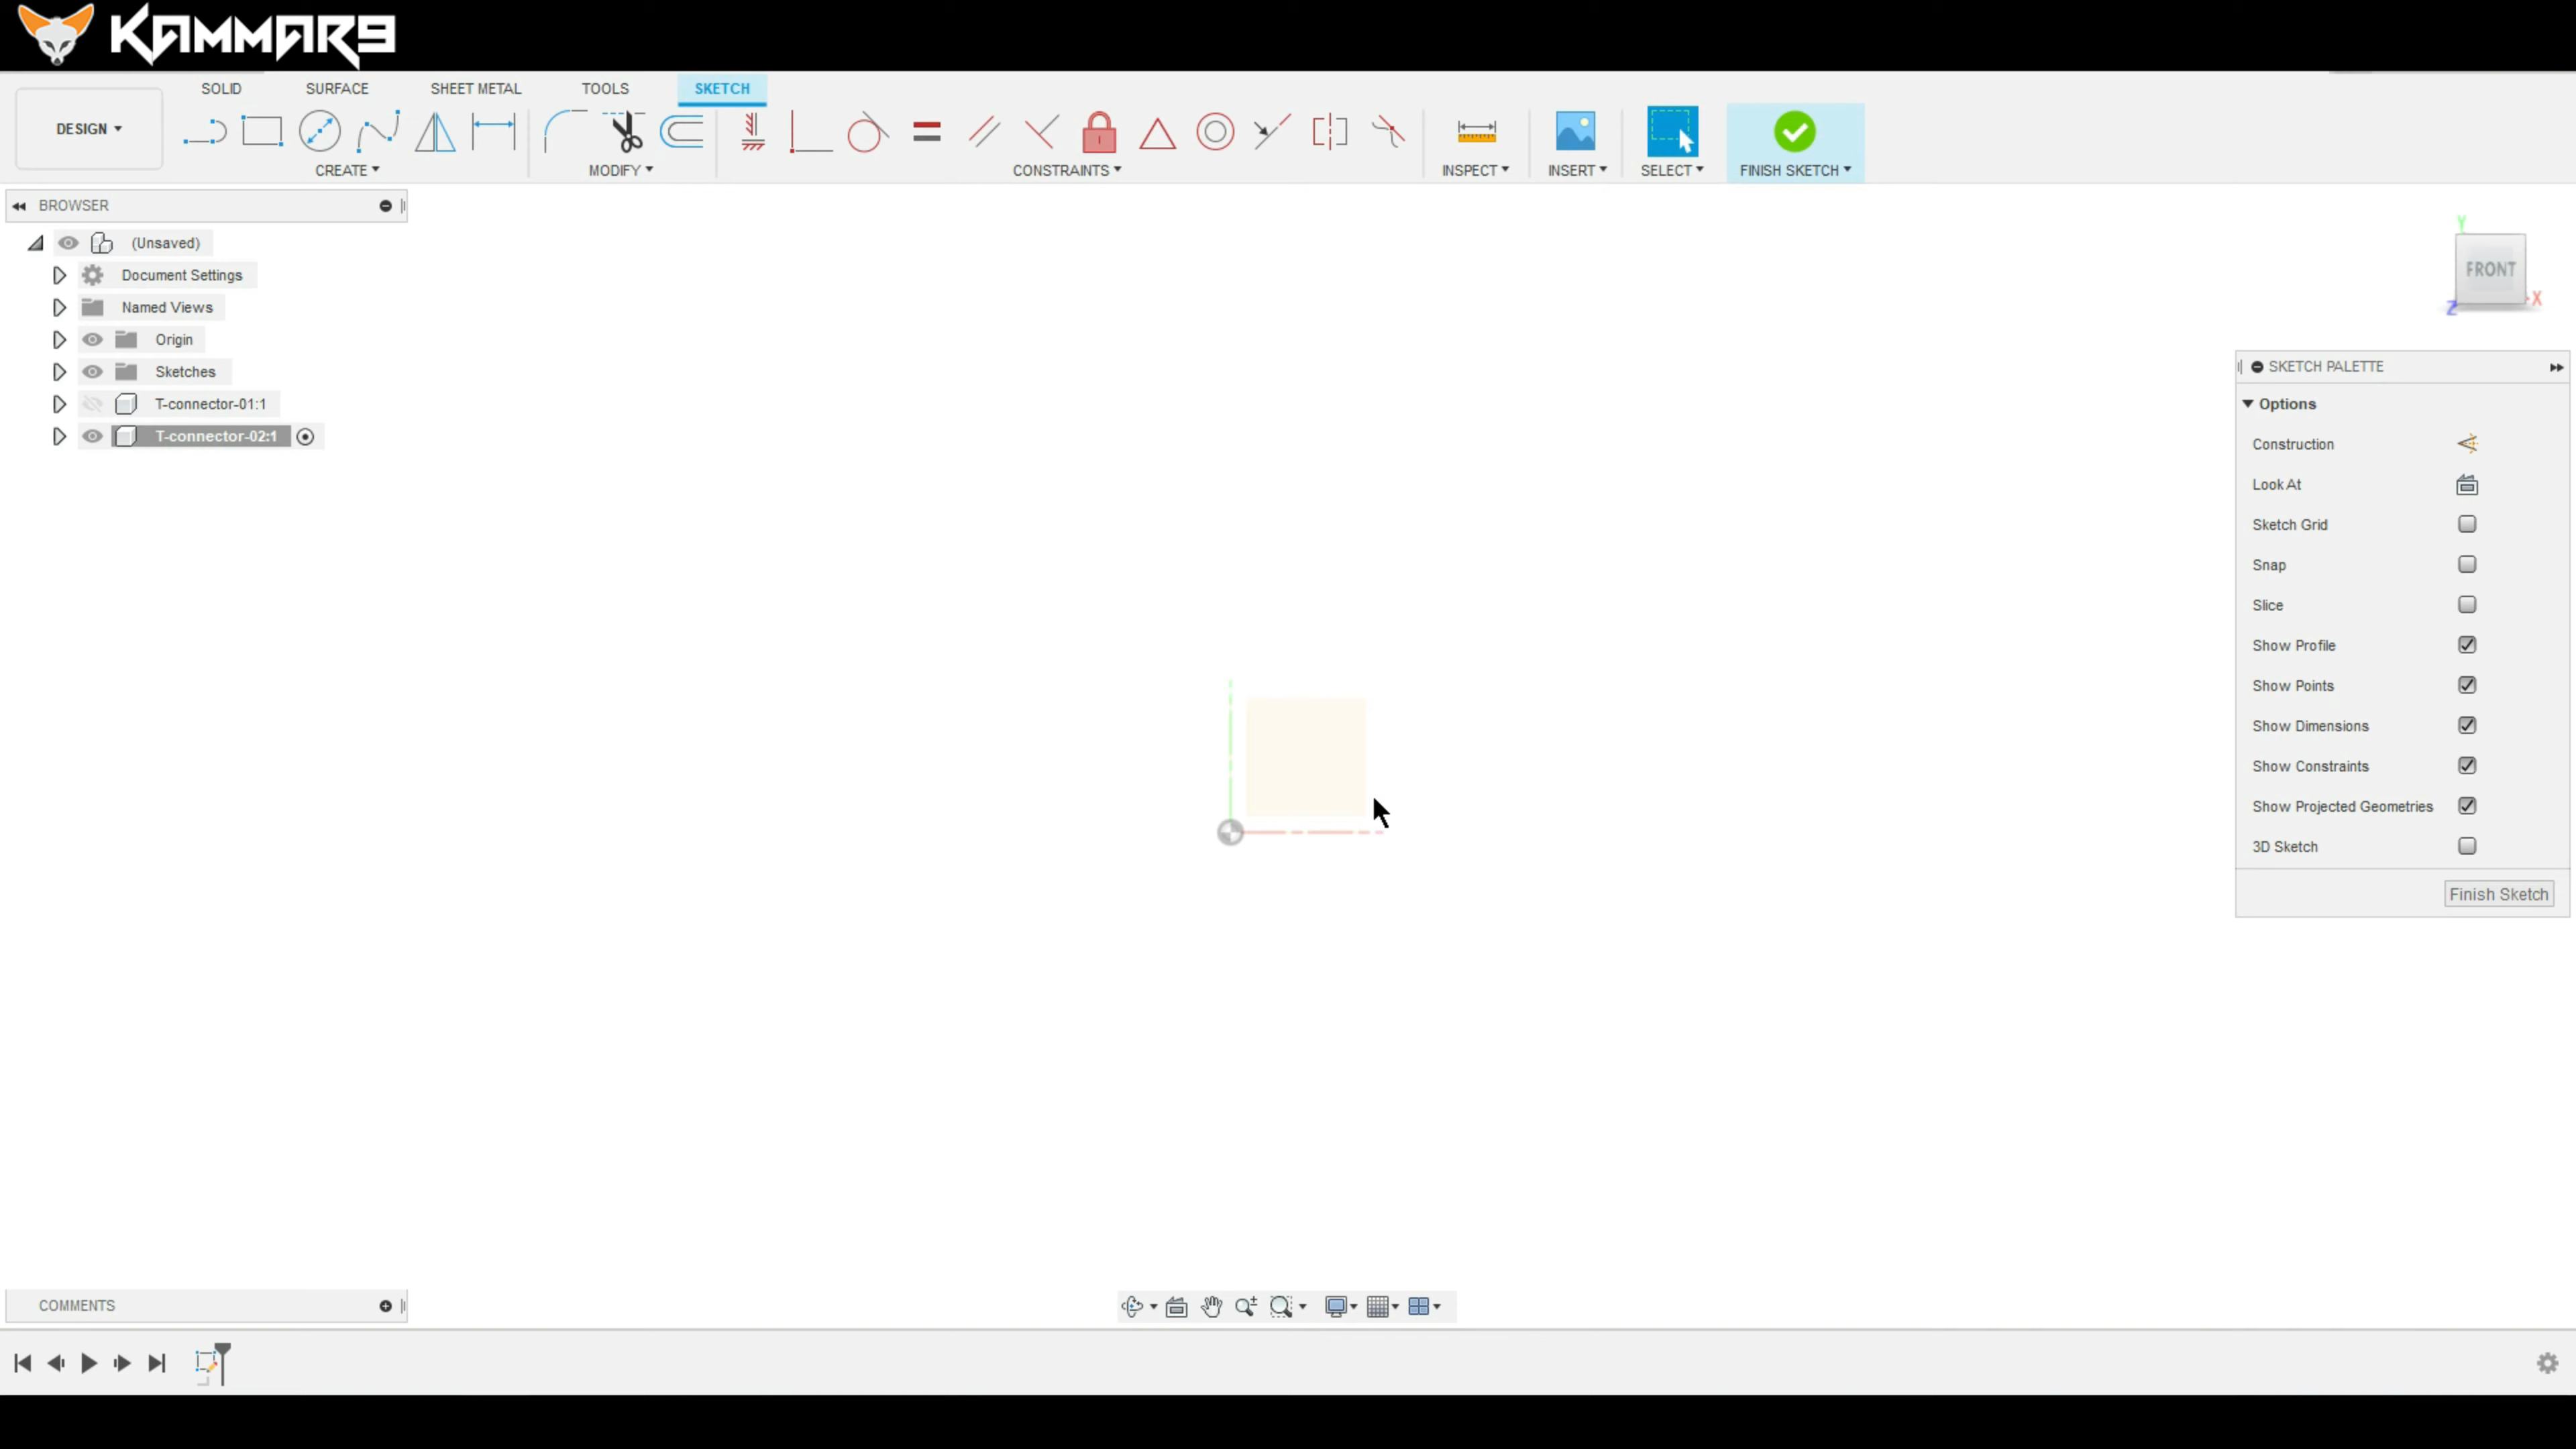 KAMMAR9
SOLID SURFACE SHEET METAL TOOLS SKETCH
DESIGN
CREATE MODIFY CONSTRAINTS INSPECT INSERT SELECT FINISH SKETCH
BROWSER
(Unsaved)
Document Settings
Named Views
Origin
Sketches
T-connector-01:1
T-connector-02:1
Y
FRONT
Z
X
SKETCH PALETTE
Options
Construction
Look At
Sketch Grid
Snap
Slice
Show Profile
Show Points
Show Dimensions
Show Constraints
Show Projected Geometries
3D Sketch
Finish Sketch
COMMENTS